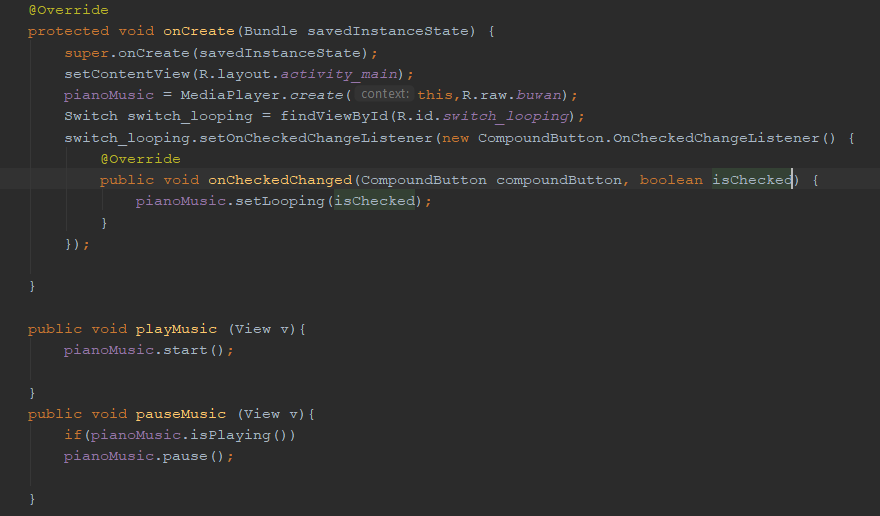 @Override
protected void onCreate(Bundle savedInstanceState) {
super.onCreate(savedInstanceState);
setContentView(R.layout.activity_main);
pianoMusic = MediaPlayer.create( context: this,R.raw.buwan);
Switch switch_looping = findViewById(R.id.switch_looping);
switch_looping.setOnCheckedChangeListener(new CompoundButton.OnCheckedChangeListener() {
@Override
public void onCheckedChanged(CompoundButton compoundButton, boolean isChecked) {
pianoMusic.setLooping(isChecked);
}
});
}
public void playMusic (View v){
pianoMusic.start();
}
public void pauseMusic (View v){
if(pianoMusic.isPlaying())
pianoMusic.pause();
}